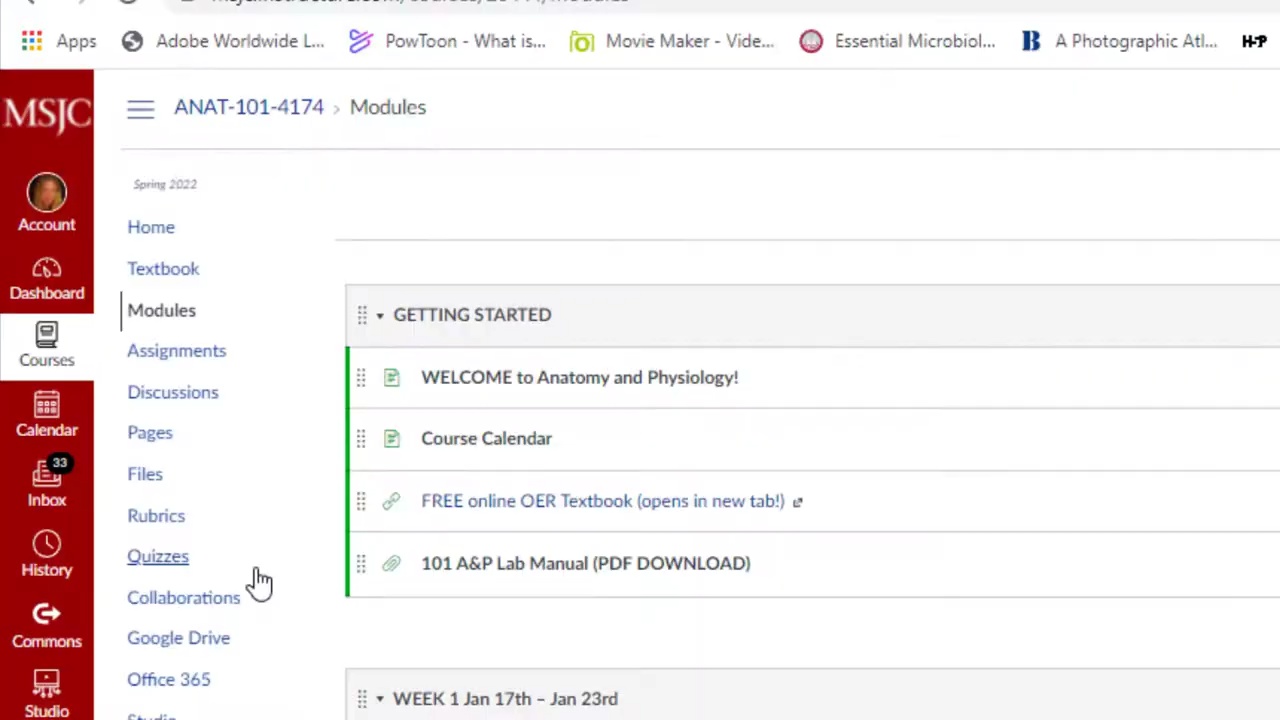 Apps
Adobe Worldwide L...
PowToon - What is...
Movie Maker - Vide...
Essential Microbiol...
A Photographic Atl...
MSJC
ANAT-101-4174 › Modules
Account
Dashboard
Courses
Calendar
33
Inbox
History
Commons
Studio
Spring 2022
Home
Textbook
Modules
Assignments
Discussions
Pages
Files
Rubrics
Quizzes
Collaborations
Google Drive
Office 365
GETTING STARTED
WELCOME to Anatomy and Physiology!
Course Calendar
FREE online OER Textbook (opens in new tab!)
101 A&P Lab Manual (PDF DOWNLOAD)
WEEK 1 Jan 17th – Jan 23rd